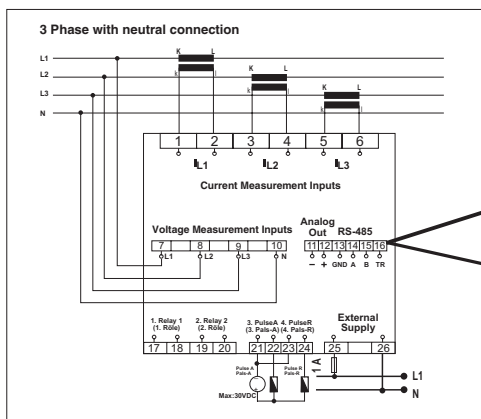 3 Phase with neutral connection
K L
L1
k l
L2
K L
k l
L3
K L
k l
N
1 2 3 4 5 6
IL1 IL2 IL3
Current Measurement Inputs
Voltage Measurement Inputs
Analog Out RS-485
7 8 9 10
11 12 13 14 15 16
L1 L2 L3 N
− + GND A B TR
1. Relay 1 2. Relay 2 3. PulseA 4. PulseR
(1. Röle) (2. Röle) (3. Pals-A) (4. Pals-R)
External Supply
17 18 19 20 21 22 23 24 25 26
Pulse A Pals-A
Pulse R Pals-R
1 A
Max:30VDC
L1
N